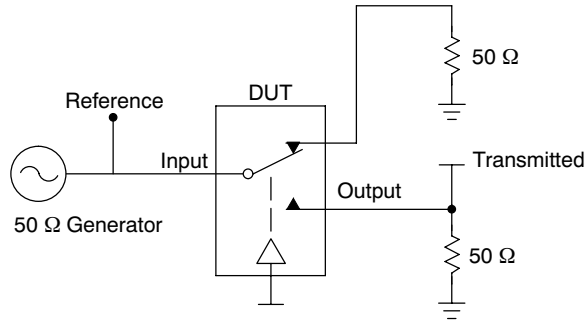 50 Ω
Reference
DUT
Input
Transmitted
Output
50 Ω Generator
50 Ω